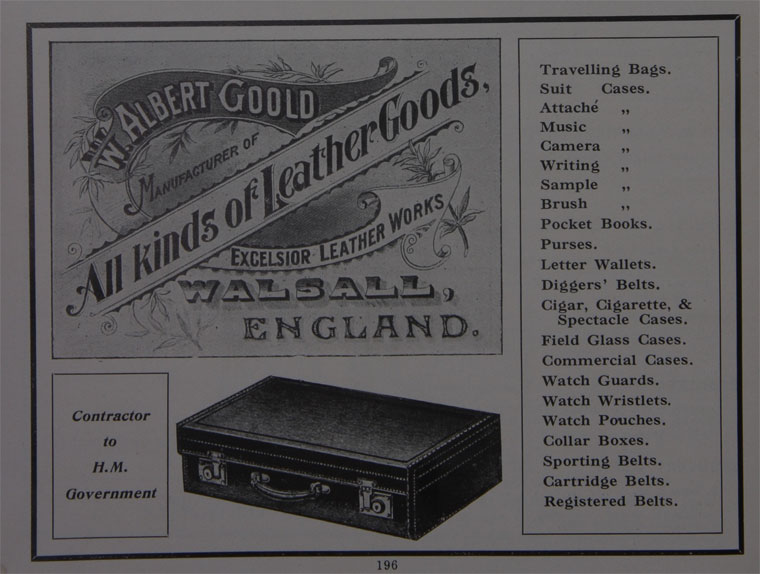 W. ALBERT GOOLD
MANUFACTURER OF
All kinds of Leather Goods,
EXCELSIOR LEATHER WORKS
WALSALL,
ENGLAND.
Contractor
to
H.M.
Government
Travelling Bags.
Suit Cases.
Attaché „
Music „
Camera „
Writing „
Sample „
Brush „
Pocket Books.
Purses.
Letter Wallets.
Diggers' Belts.
Cigar, Cigarette, &
Spectacle Cases.
Field Glass Cases.
Commercial Cases.
Watch Guards.
Watch Wristlets.
Watch Pouches.
Collar Boxes.
Sporting Belts.
Cartridge Belts.
Registered Belts.
196